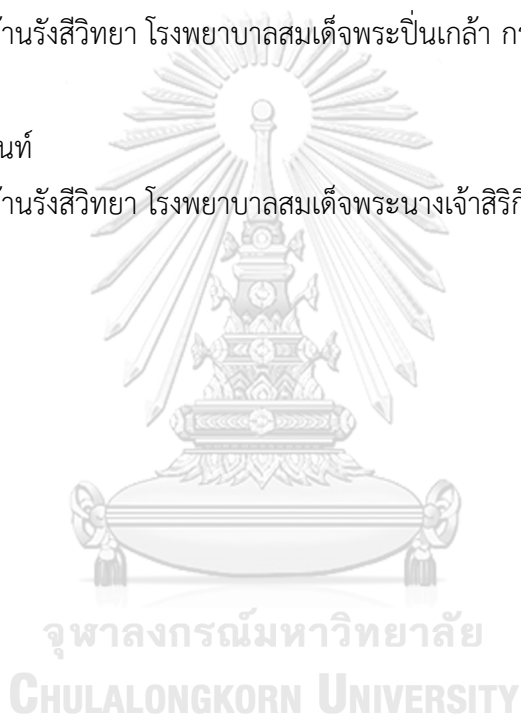 ้านรังสีวิทยา โรงพยาบาลสมเด็จพระปิ่นเกล้า กร
นท์
้านรังสีวิทยา โรงพยาบาลสมเด็จพระนางเจ้าสิริกิ
จุฬาลงกรณ์มหาวิทยาลัย
CHULALONGKORN UNIVERSITY